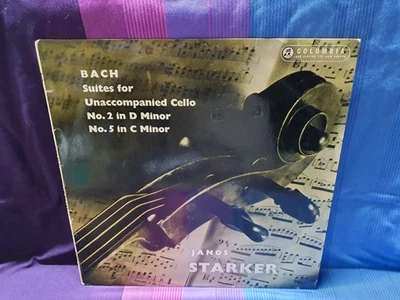 COLUMBIA
BACH
Suites for
Unaccompanied Cello
No. 2 in D Minor
No. 5 in C Minor
JANOS
STARKER